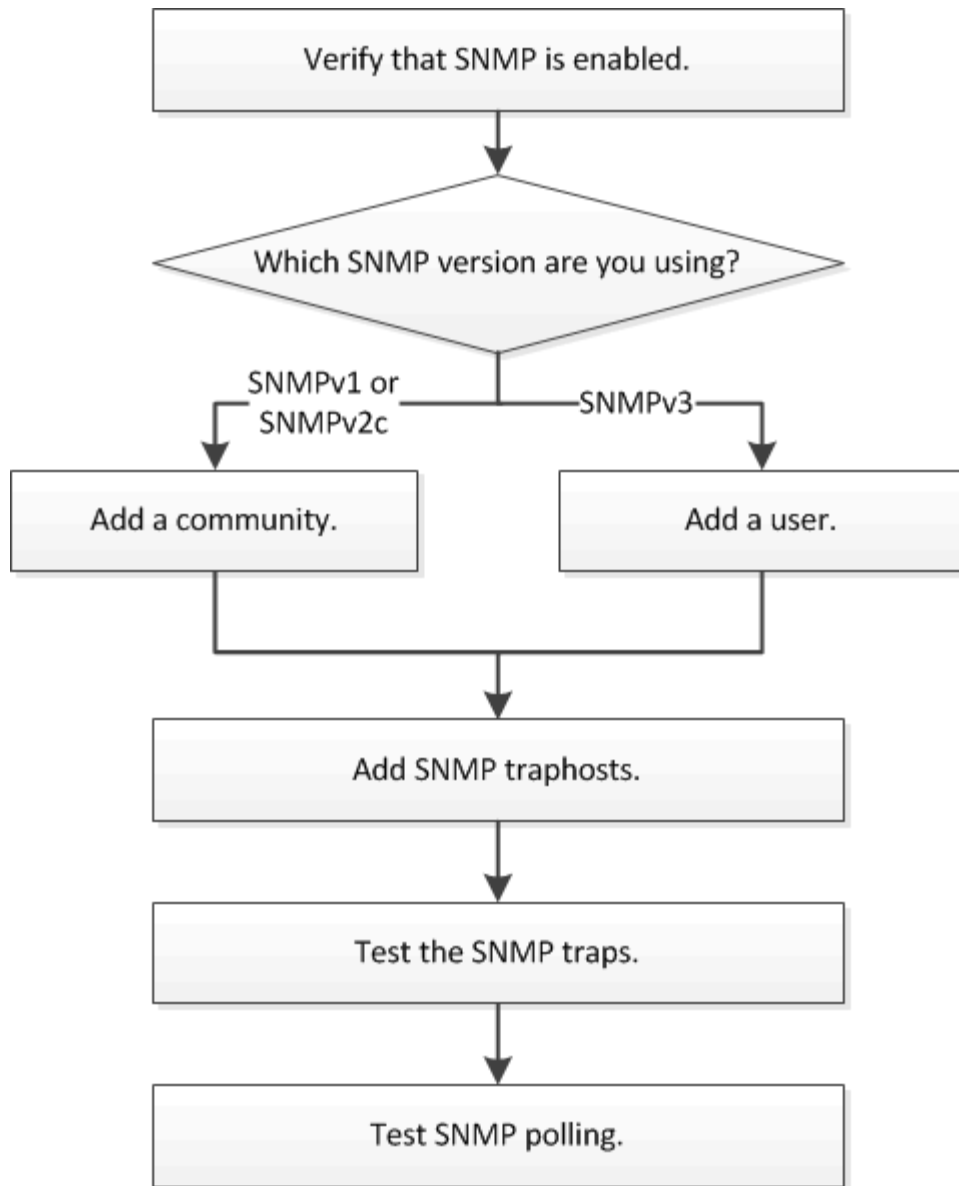 Verify that SNMP is enabled.
Which SNMP version are you using?
SNMPv1 or
SNMPv2c
SNMPv3
Add a community.
Add a user.
Add SNMP traphosts.
Test the SNMP traps.
Test SNMP polling.